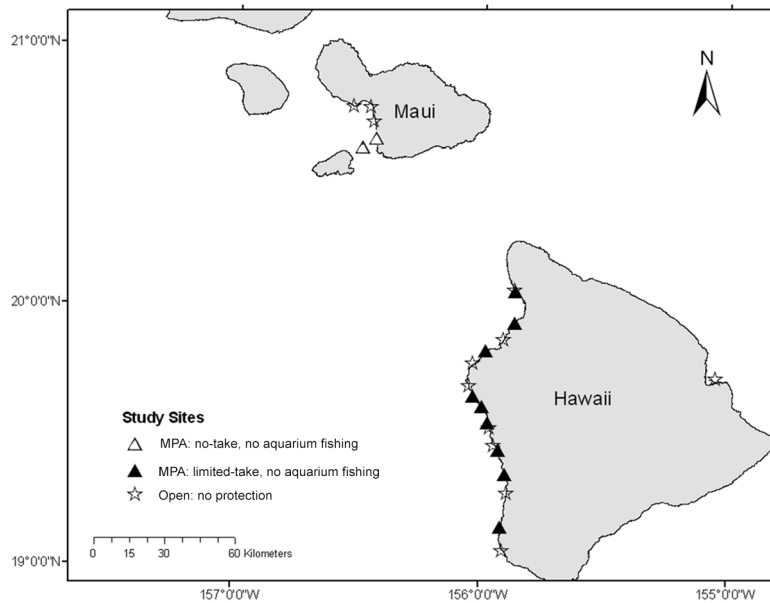 21°0'0"N
N
Maui
20°0'0"N
Hawaii
Study Sites
MPA: no-take, no aquarium fishing
MPA: limited-take, no aquarium fishing
Open: no protection
0 15 30 60 Kilometers
19°0'0"N
157°0'0"W 156°0'0"W 155°0'0"W